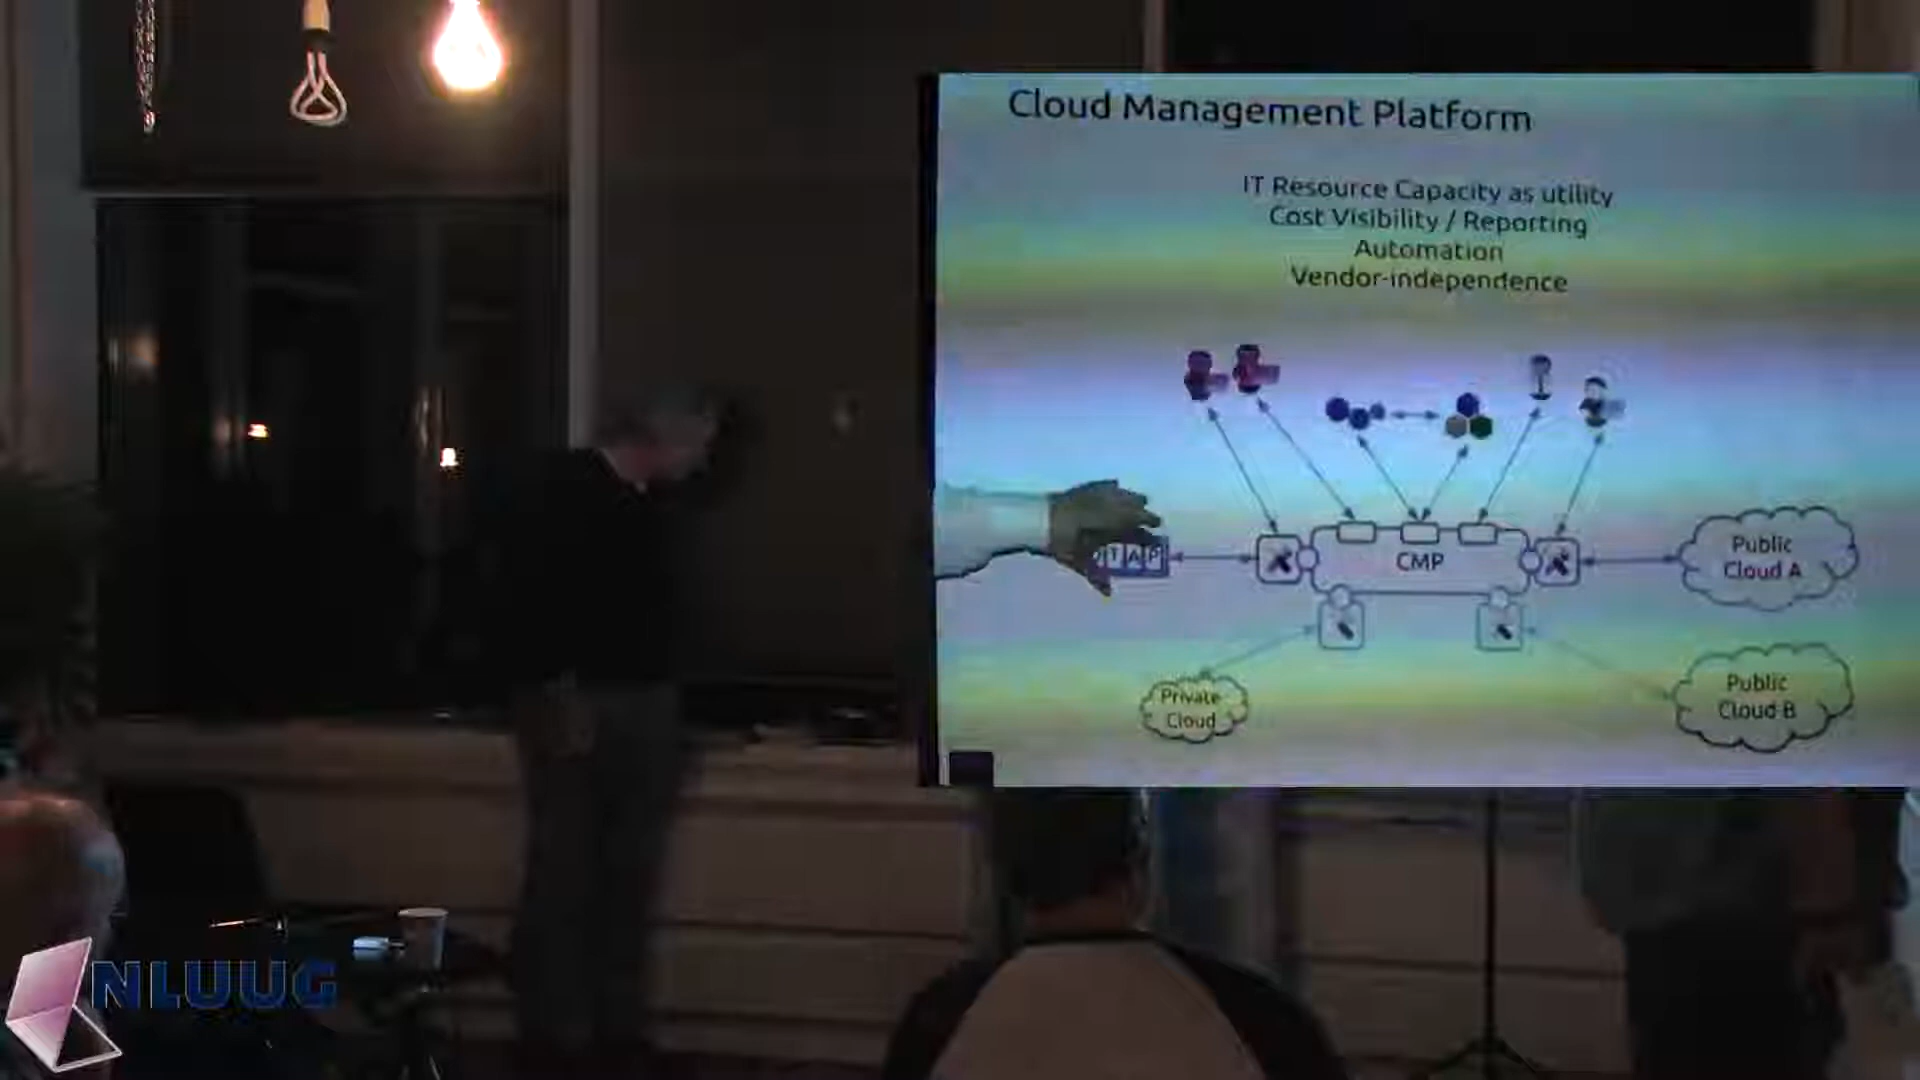 Cloud Management Platform
IT Resource Capacity as utility
Cost Visibility / Reporting
Automation
Vendor-independence
TAP
CMP
Public
Cloud A
Private
Cloud
Public
Cloud B
NLUUG